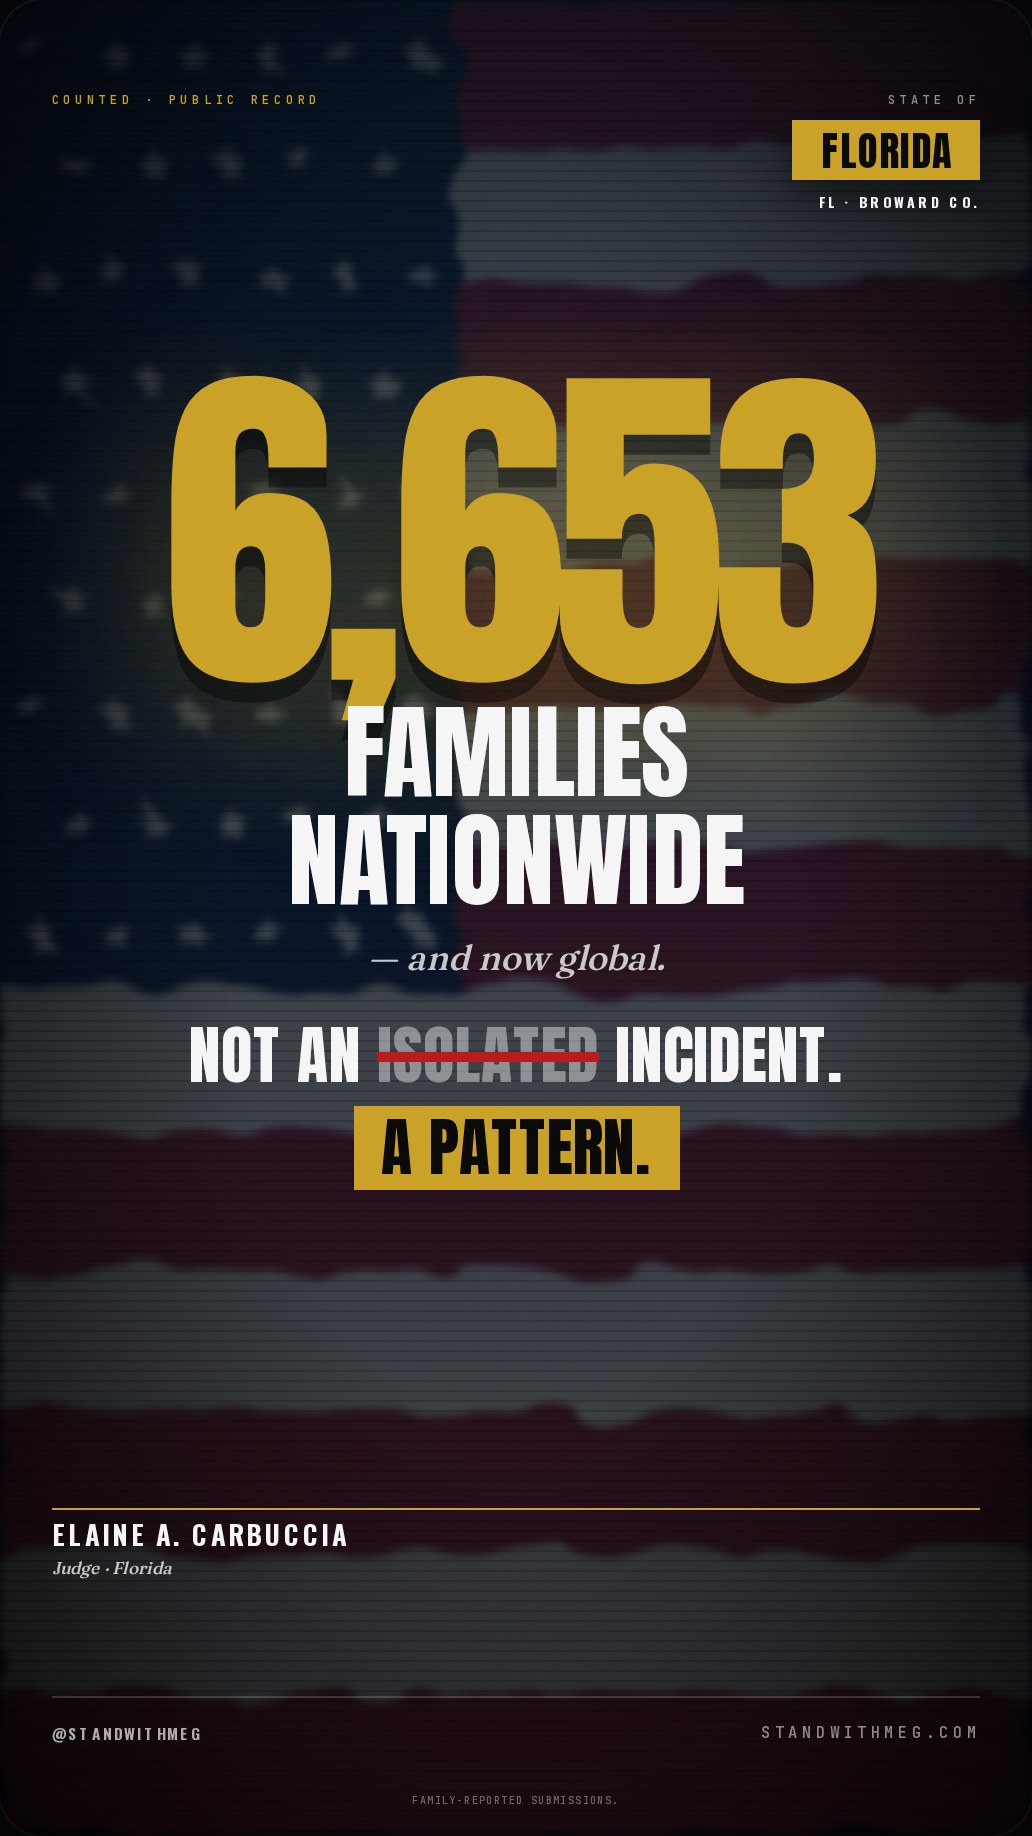 COUNTED · PUBLIC RECORD
STATE OF
FLORIDA
FL · BROWARD CO.
6,653
FAMILIES
NATIONWIDE
— and now global.
NOT AN ISOLATED INCIDENT.
A PATTERN.
ELAINE A. CARBUCCIA
Judge · Florida
@STANDWITHMEG
STANDWITHMEG.COM
FAMILY-REPORTED SUBMISSIONS.